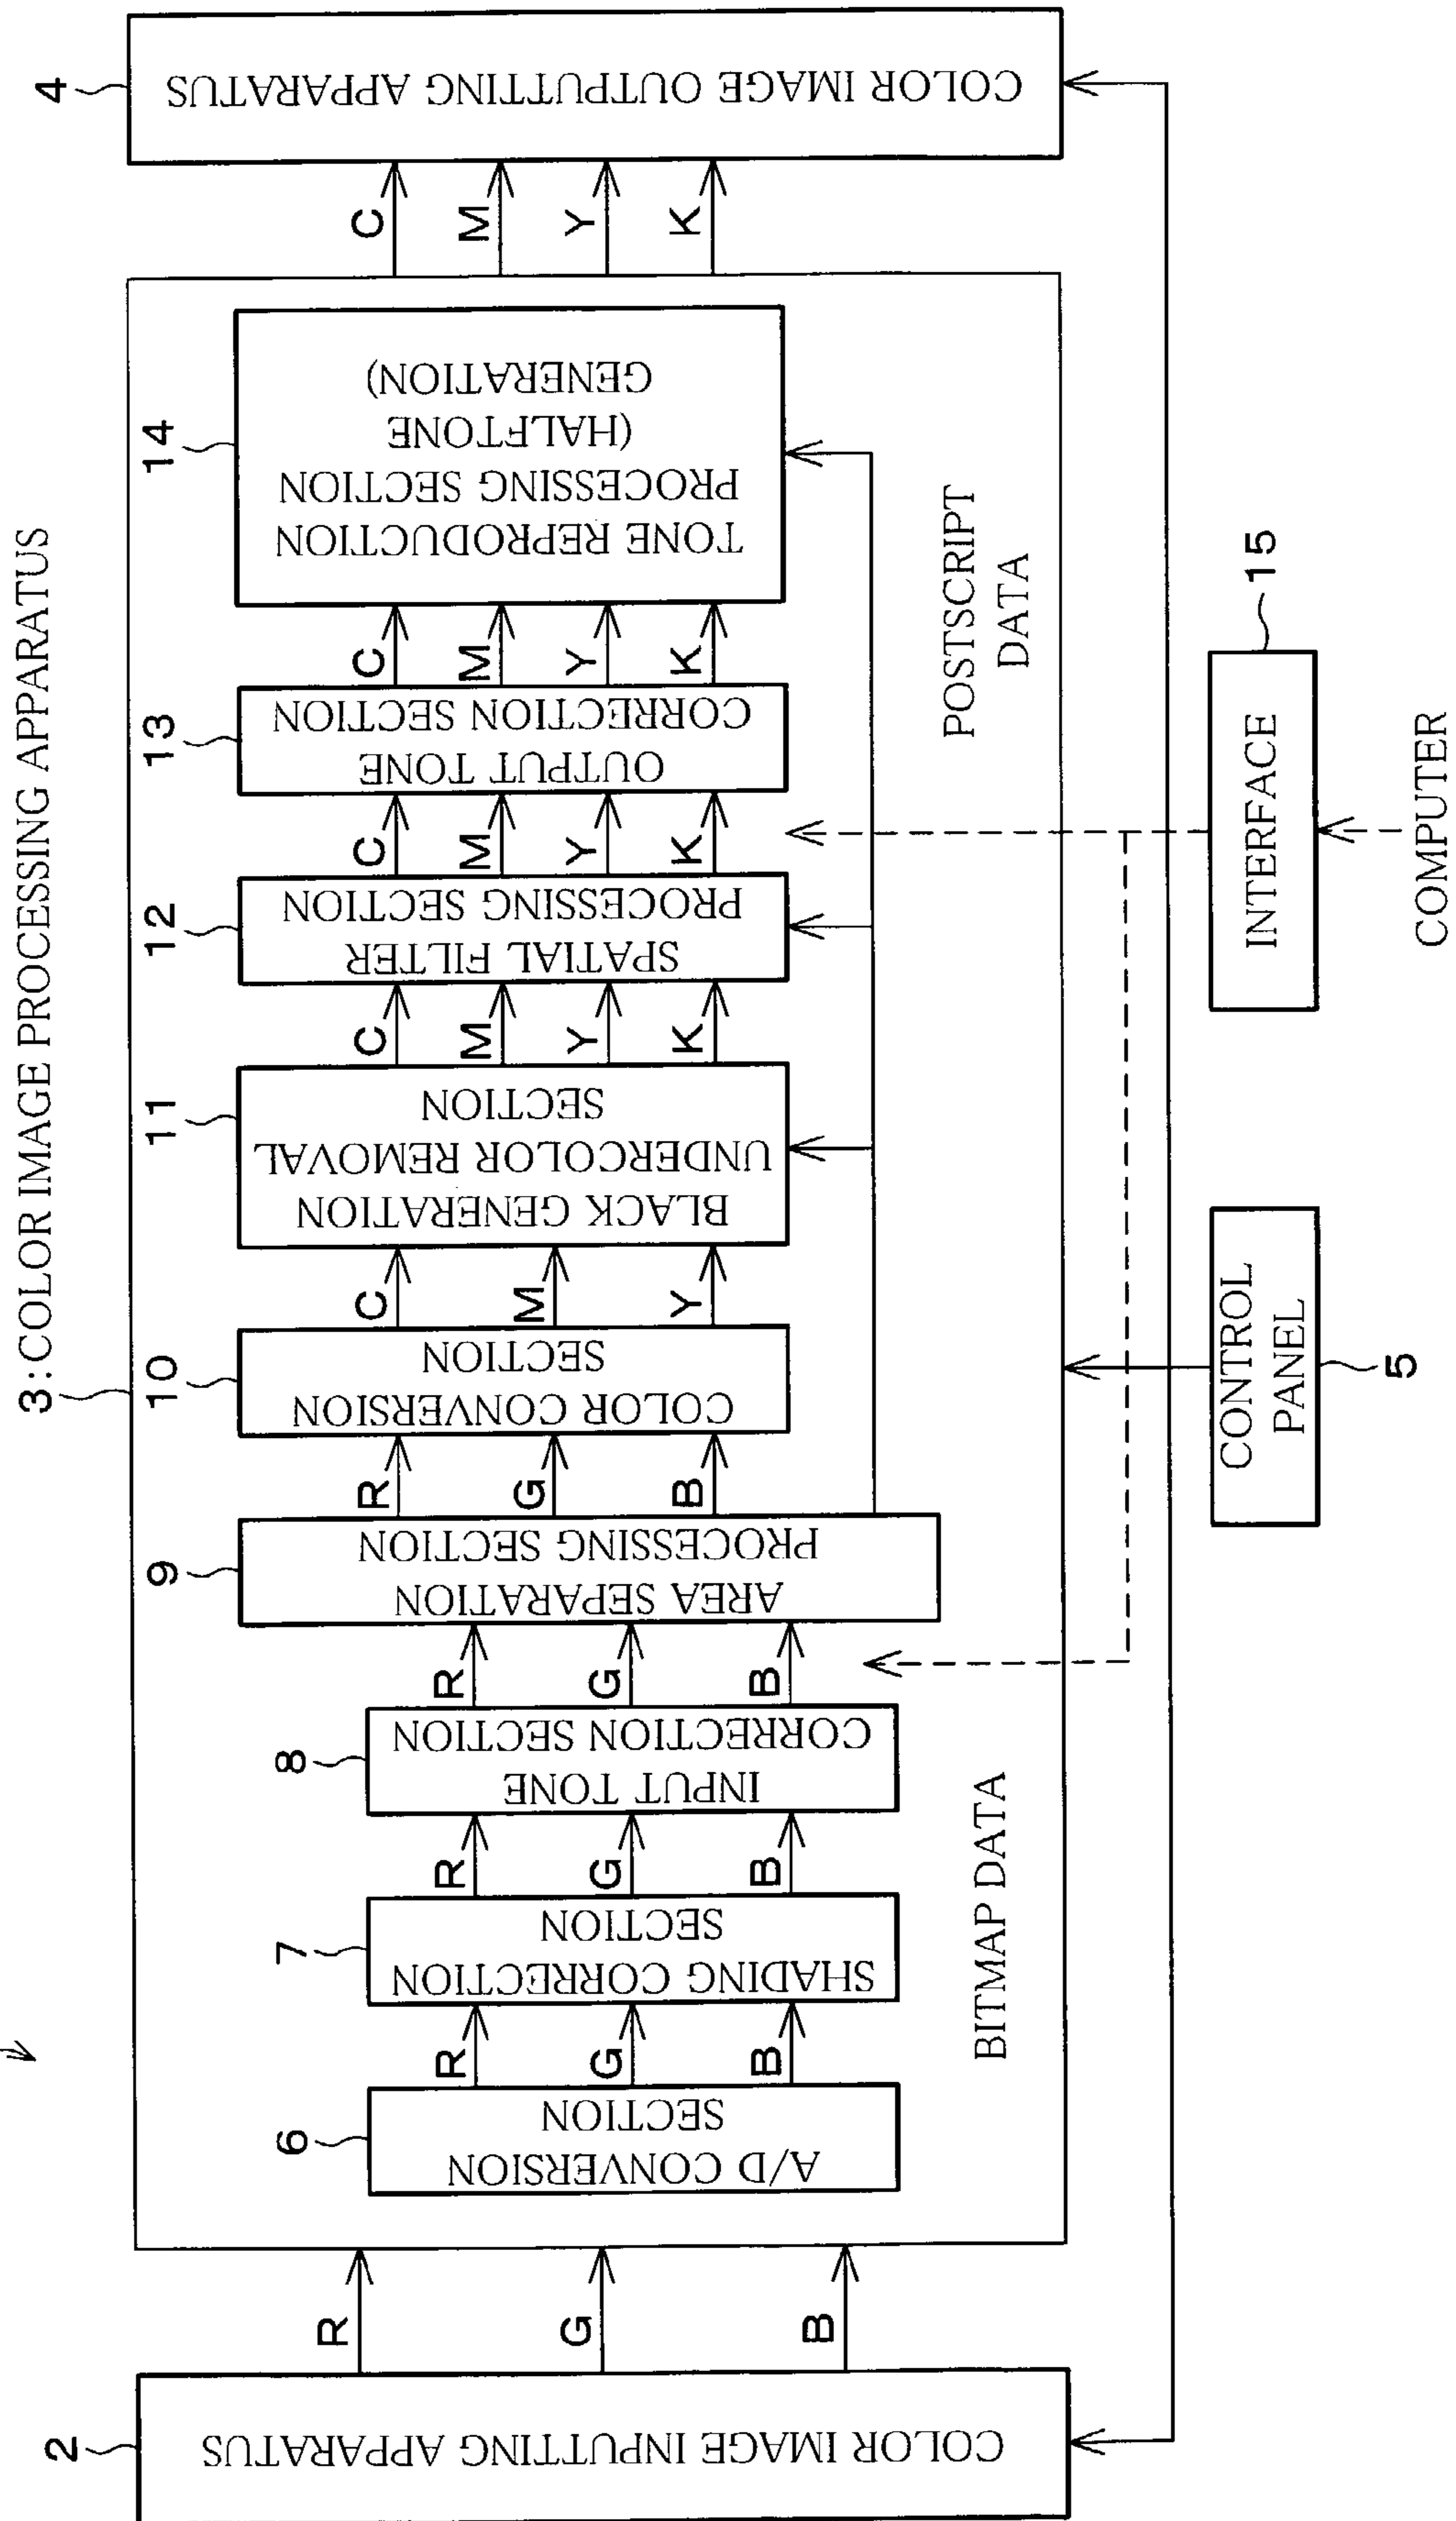 3: COLOR IMAGE PROCESSING APPARATUS
2
COLOR IMAGE INPUTTING APPARATUS
R
G
B
6
A/D CONVERSION
SECTION
R
G
B
7
SHADING CORRECTION
SECTION
R
G
B
8
INPUT TONE
CORRECTION SECTION
R
G
B
9
AREA SEPARATION
PROCESSING SECTION
R
G
B
10
COLOR CONVERSION
SECTION
C
M
Y
11
BLACK GENERATION
UNDERCOLOR REMOVAL
SECTION
C
M
Y
K
12
SPATIAL FILTER
PROCESSING SECTION
C
M
Y
K
13
OUTPUT TONE
CORRECTION SECTION
C
M
Y
K
14
TONE REPRODUCTION
PROCESSING SECTION
(HALFTONE
GENERATION)
C
M
Y
K
4
COLOR IMAGE OUTPUTTING APPARATUS
BITMAP DATA
POSTSCRIPT
DATA
CONTROL
PANEL
5
INTERFACE
15
COMPUTER